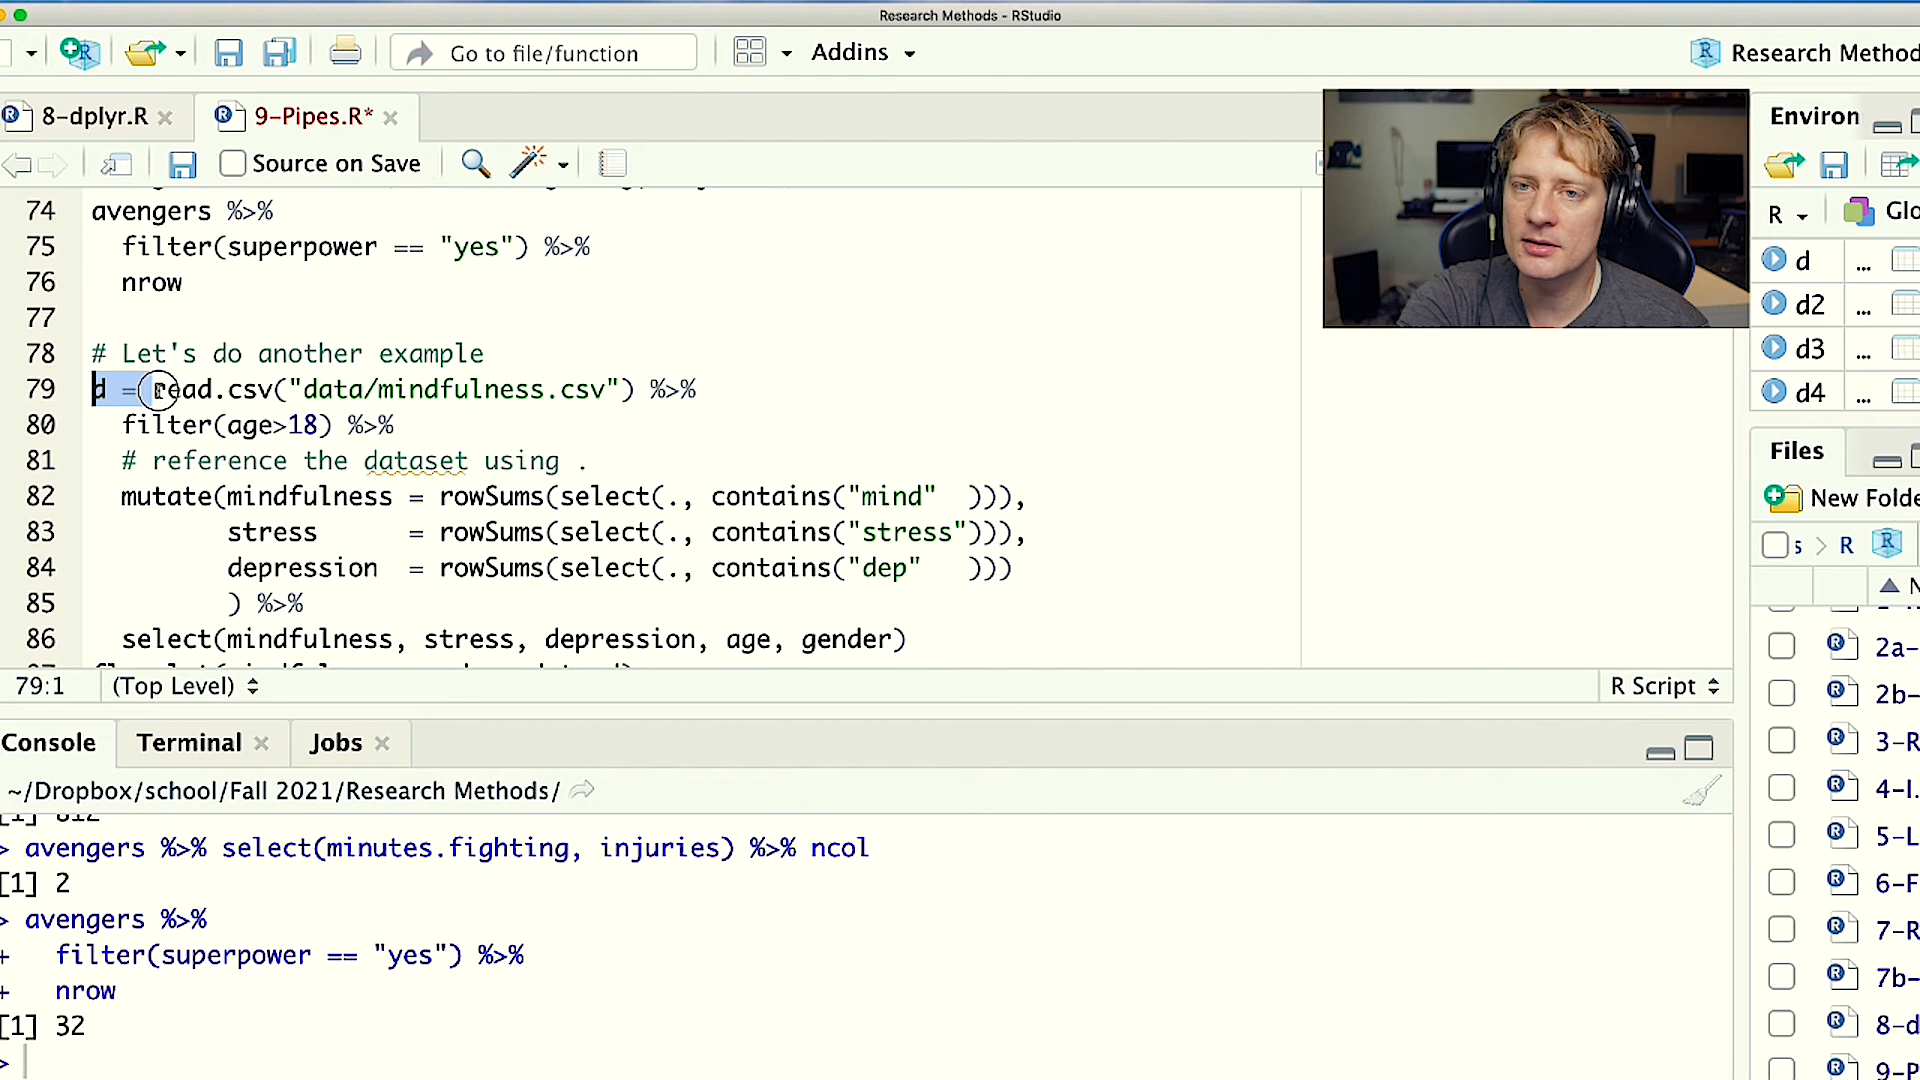 Research Methods - RStudio
Go to file/function
Addins
Research Method
8-dplyr.R
9-Pipes.R*
Source on Save
74 avengers %>%
75 filter(superpower == "yes") %>%
76 nrow
77
78 # Let's do another example
79 d = read.csv("data/mindfulness.csv") %>%
80 filter(age>18) %>%
81 # reference the dataset using .
82 mutate(mindfulness = rowSums(select(., contains("mind" ))),
83 stress = rowSums(select(., contains("stress"))),
84 depression = rowSums(select(., contains("dep" )))
85 ) %>%
86 select(mindfulness, stress, depression, age, gender)
79:1 (Top Level) R Script
Console Terminal Jobs
~/Dropbox/school/Fall 2021/Research Methods/
> avengers %>% select(minutes.fighting, injuries) %>% ncol
[1] 2
> avengers %>%
+ filter(superpower == "yes") %>%
+ nrow
[1] 32
>
Environ
R Glo
d ...
d2 ...
d3 ...
d4 ...
Files
New Folde
s > R
N
2a-
2b-
3-R
4-I.
5-L
6-F
7-R
7b-
8-d
9-P